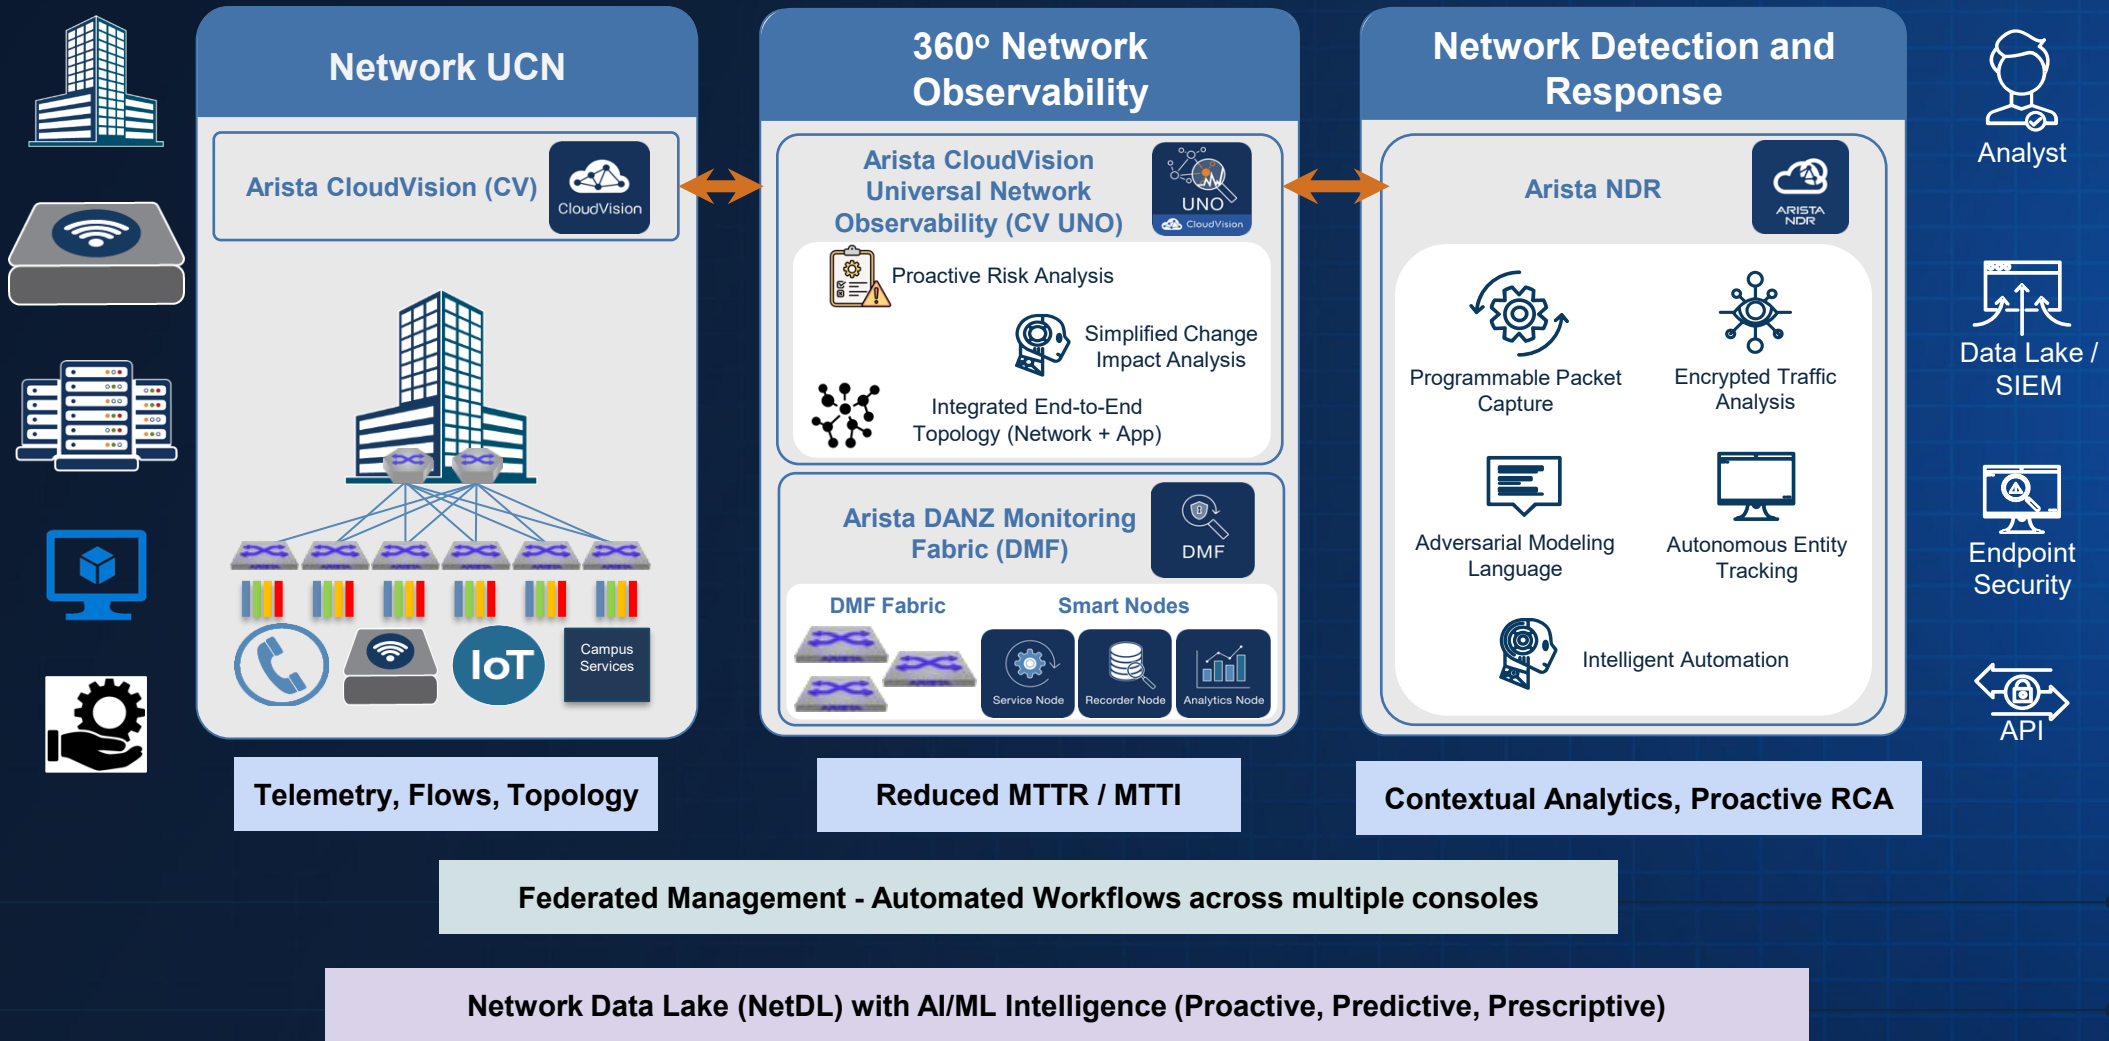 Network UCN
Arista CloudVision (CV)
CloudVision
IoT
Campus
Services
Telemetry, Flows, Topology
360º Network
Observability
Arista CloudVision
Universal Network
Observability (CV UNO)
UNO
CloudVision
Proactive Risk Analysis
Simplified Change
Impact Analysis
Integrated End-to-End
Topology (Network + App)
Arista DANZ Monitoring
Fabric (DMF)
DMF
DMF Fabric
Smart Nodes
Service Node
Recorder Node
Analytics Node
Reduced MTTR / MTTI
Network Detection and
Response
Arista NDR
ARISTA
NDR
Programmable Packet
Capture
Encrypted Traffic
Analysis
Adversarial Modeling
Language
Autonomous Entity
Tracking
Intelligent Automation
Contextual Analytics, Proactive RCA
Analyst
Data Lake /
SIEM
Endpoint
Security
API
Federated Management - Automated Workflows across multiple consoles
Network Data Lake (NetDL) with AI/ML Intelligence (Proactive, Predictive, Prescriptive)